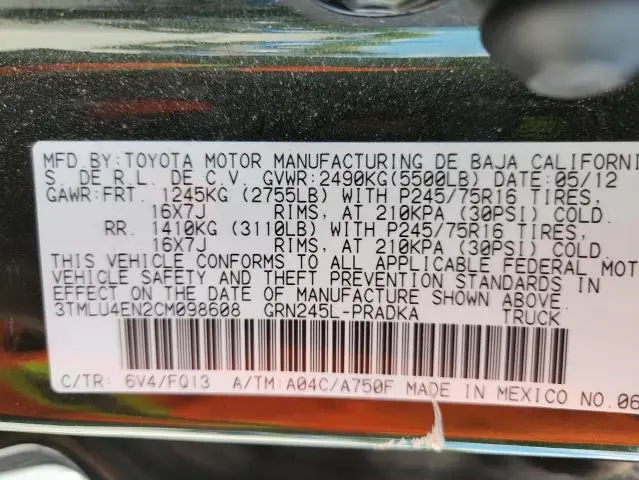 MFD.BY:TOYOTA MOTOR MANUFACTURING DE BAJA CALIFORNI
S. DE R.L. DE C.V. GVWR:2490KG(5500LB) DATE:05/12
GAWR:FRT. 1245KG (2755LB) WITH P245/75R16 TIRES,
16X7J RIMS, AT 210KPA (30PSI) COLD.
RR. 1410KG (3110LB) WITH P245/75R16 TIRES,
16X7J RIMS, AT 210KPA (30PSI) COLD.
THIS VEHICLE CONFORMS TO ALL APPLICABLE FEDERAL MOT
VEHICLE SAFETY AND THEFT PREVENTION STANDARDS IN
EFFECT ON THE DATE OF MANUFACTURE SHOWN ABOVE.
3TMLU4EN2CM098608 GRN245L-PRADKA TRUCK
C/TR: 6V4/FQ13 A/TM:A04C/A750F MADE IN MEXICO NO.06